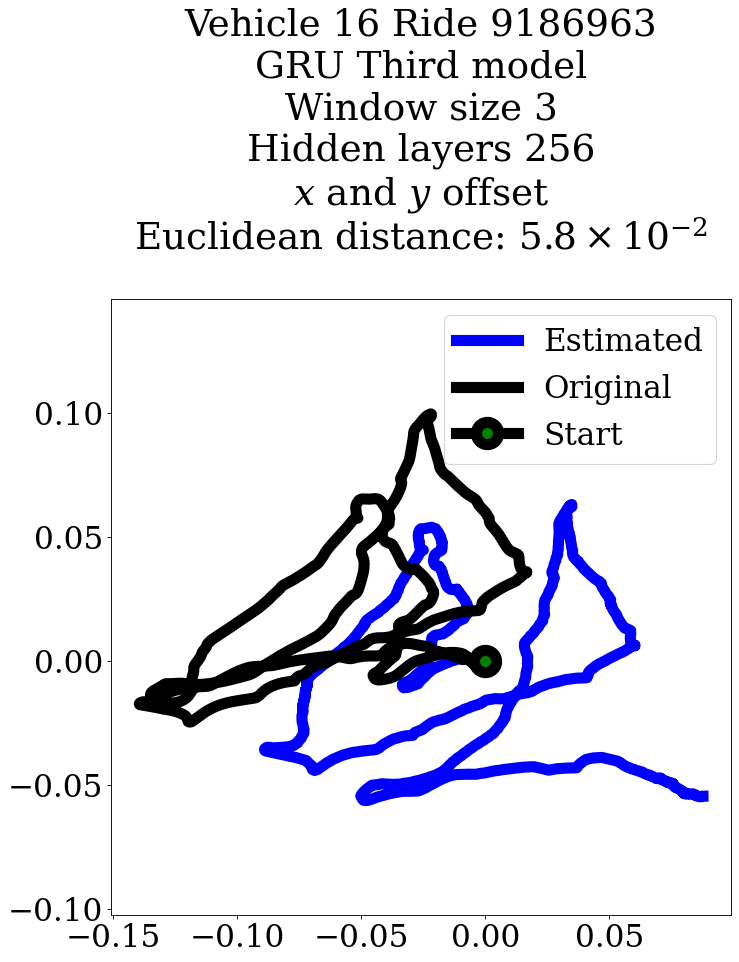 Vehicle 16 Ride 9186963
GRU Third model
Window size 3
Hidden layers 256
x and y offset
Euclidean distance: 5.8 × 10⁻²
Estimated
Original
Start
0.10
0.05
0.00
−0.05
−0.10
−0.15 −0.10 −0.05 0.00 0.05